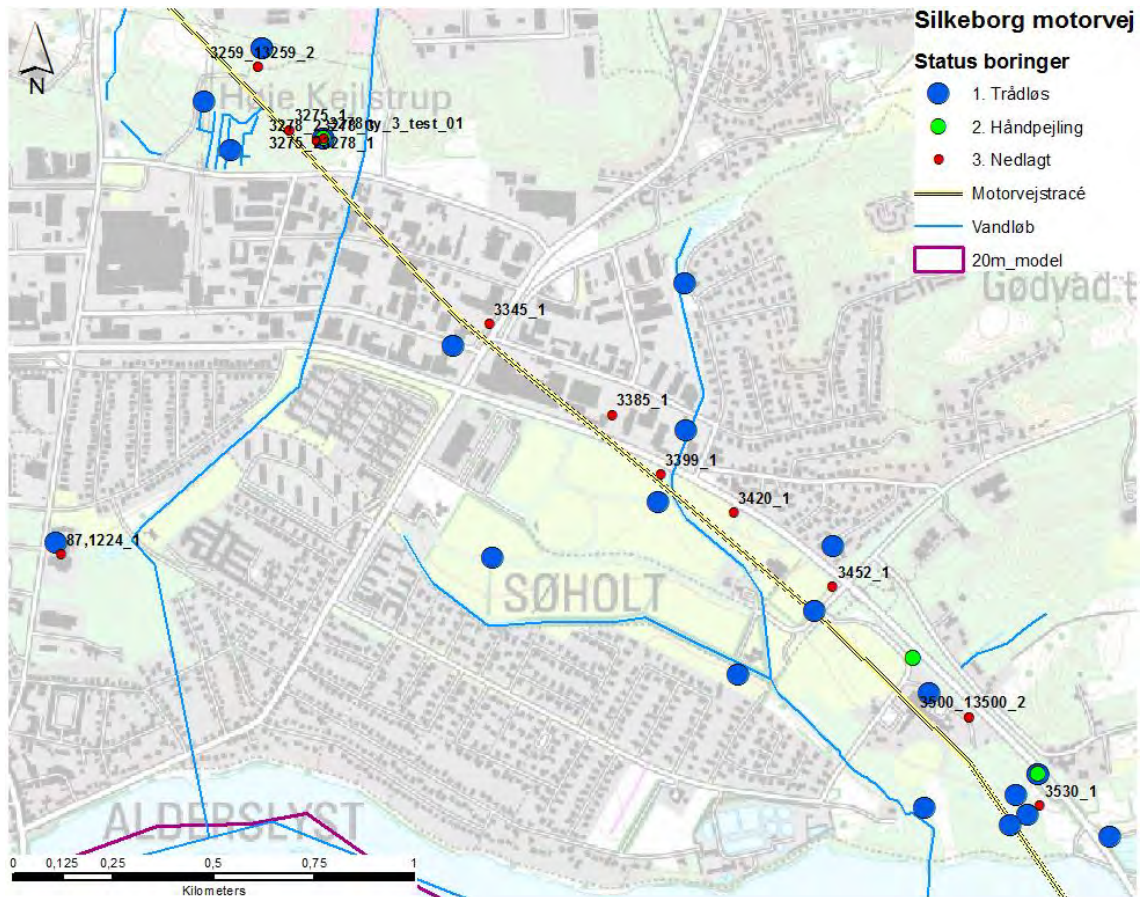 Silkeborg motorvej
Status boringer
1. Trådløs
2. Håndpejling
3. Nedlagt
Motorvejstracé
Vandløb
20m_model
N
3259_13259_2
Høje Kejlstrup
3275_1
3345_1
Gødvad
3385_1
3399_1
3420_1
87,1224_1
3452_1
SØHOLT
3500_13500_2
3530_1
ALDERSLYST
0 0,125 0,25 0,5 0,75 1
Kilometers